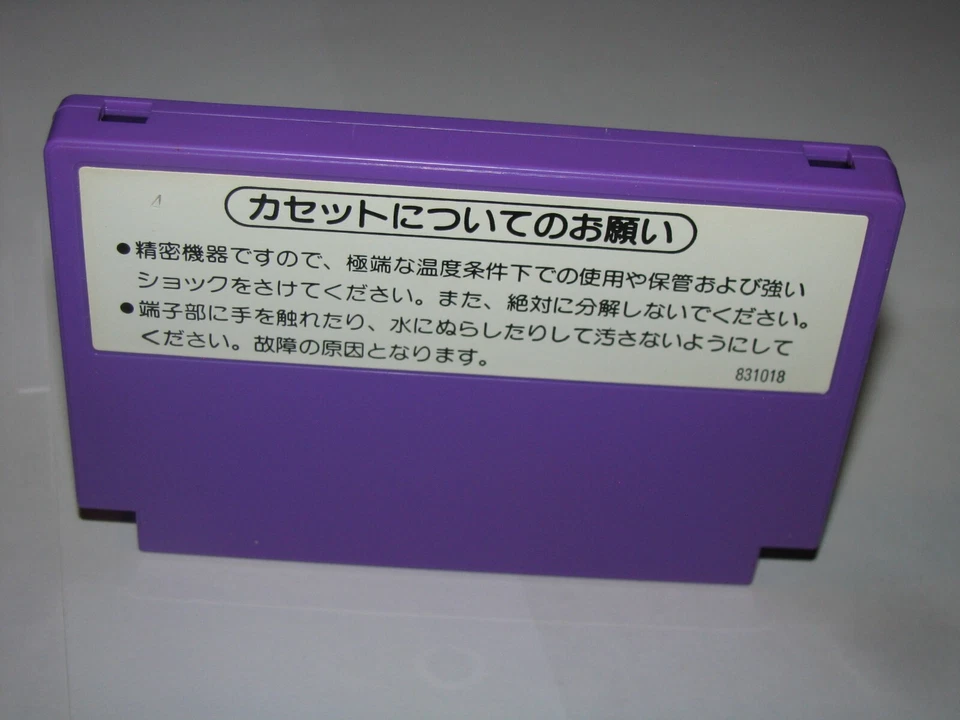 カセットについてのお願い
●精密機器ですので、極端な温度条件下での使用や保管および強い
ショックをさけてください。また、絶対に分解しないでください。
●端子部に手を触れたり、水にぬらしたりして汚さないようにして
ください。故障の原因となります。
831018